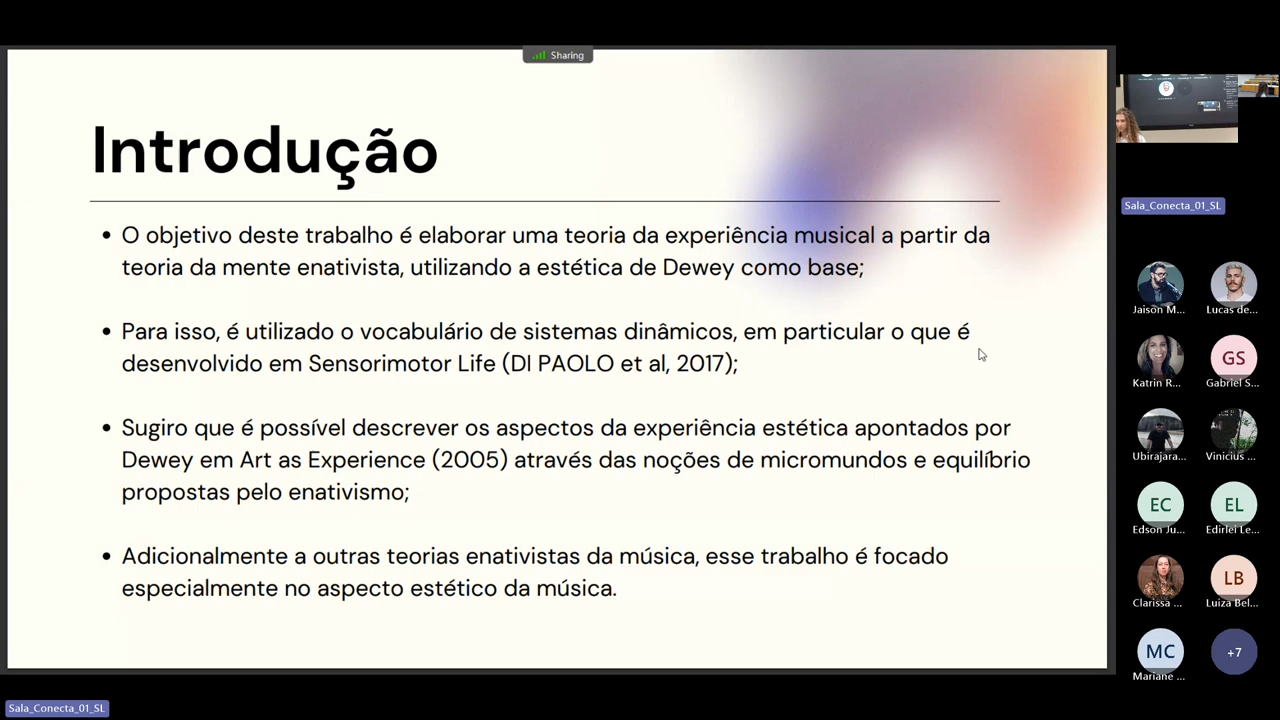 Sharing
Introdução
• O objetivo deste trabalho é elaborar uma teoria da experiência musical a partir da
teoria da mente enativista, utilizando a estética de Dewey como base;
• Para isso, é utilizado o vocabulário de sistemas dinâmicos, em particular o que é
desenvolvido em Sensorimotor Life (DI PAOLO et al, 2017);
• Sugiro que é possível descrever os aspectos da experiência estética apontados por
Dewey em Art as Experience (2005) através das noções de micromundos e equilíbrio
propostas pelo enativismo;
• Adicionalmente a outras teorias enativistas da música, esse trabalho é focado
especialmente no aspecto estético da música.
Sala_Conecta_01_SL
Jaison M...
Lucas de...
Katrin R...
GS
Gabriel S...
Ubirajara...
Vinicius ...
EC
Edson Ju...
EL
Edirlei Le...
Clarissa ...
LB
Luiza Bel...
MC
Mariane ...
+7
Sala_Conecta_01_SL